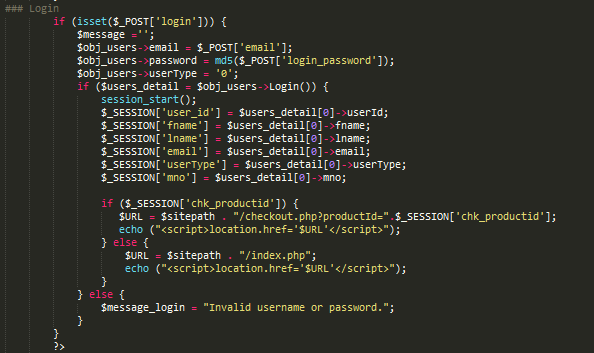 ### Login
if (isset($_POST['login'])) {
$message ='';
$obj_users->email = $_POST['email'];
$obj_users->password = md5($_POST['login_password']);
$obj_users->userType = '0';
if ($users_detail = $obj_users->Login()) {
session_start();
$_SESSION['user_id'] = $users_detail[0]->userId;
$_SESSION['fname'] = $users_detail[0]->fname;
$_SESSION['lname'] = $users_detail[0]->lname;
$_SESSION['email'] = $users_detail[0]->email;
$_SESSION['userType'] = $users_detail[0]->userType;
$_SESSION['mno'] = $users_detail[0]->mno;
if ($_SESSION['chk_productid']) {
$URL = $sitepath . "/checkout.php?productId=".$_SESSION['chk_productid'];
echo ("<script>location.href='$URL'</script>");
} else {
$URL = $sitepath . "/index.php";
echo ("<script>location.href='$URL'</script>");
}
} else {
$message_login = "Invalid username or password.";
}
}
?>